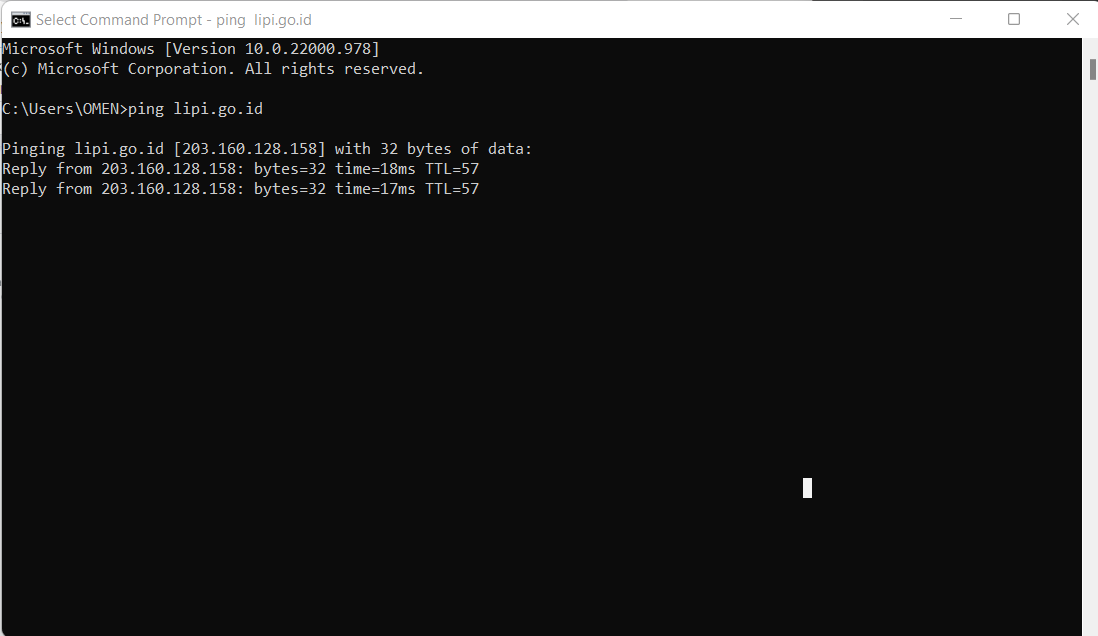 Select Command Prompt - ping  lipi.go.id
Microsoft Windows [Version 10.0.22000.978]
(c) Microsoft Corporation. All rights reserved.
C:\Users\OMEN>ping lipi.go.id
Pinging lipi.go.id [203.160.128.158] with 32 bytes of data:
Reply from 203.160.128.158: bytes=32 time=18ms TTL=57
Reply from 203.160.128.158: bytes=32 time=17ms TTL=57